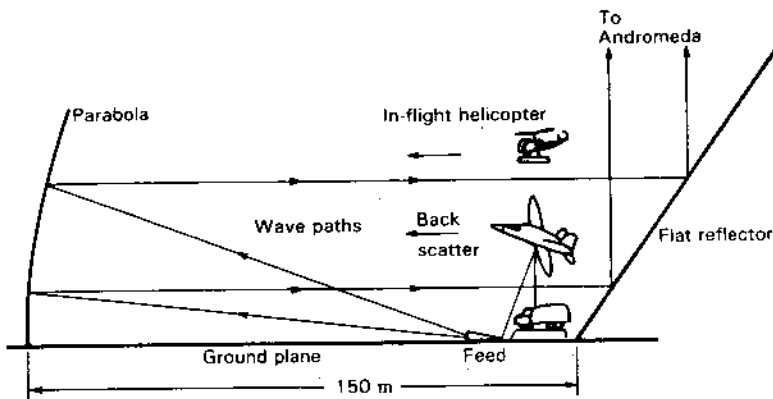 To
Andromeda
Parabola
In-flight helicopter
Wave paths
Back
scatter
Flat reflector
Ground plane
Feed
150 m